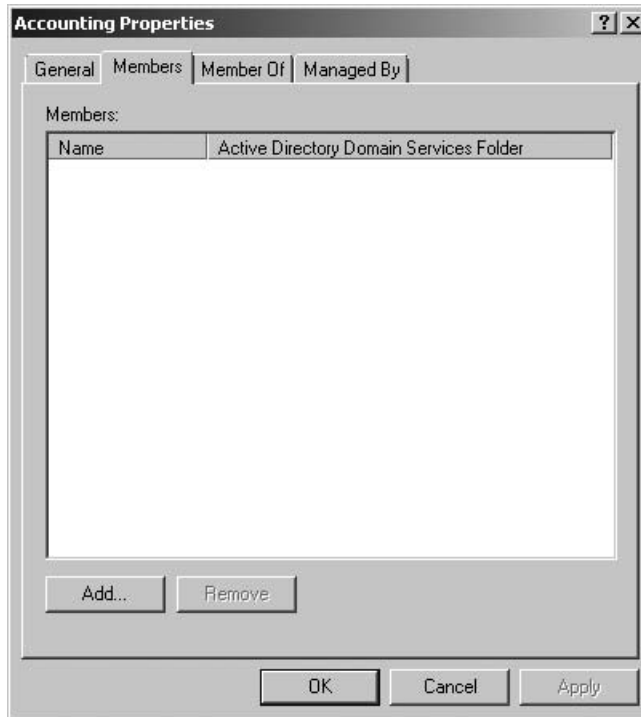 Accounting Properties
General Members Member Of Managed By
Members:
Name Active Directory Domain Services Folder
Add... Remove
OK Cancel Apply